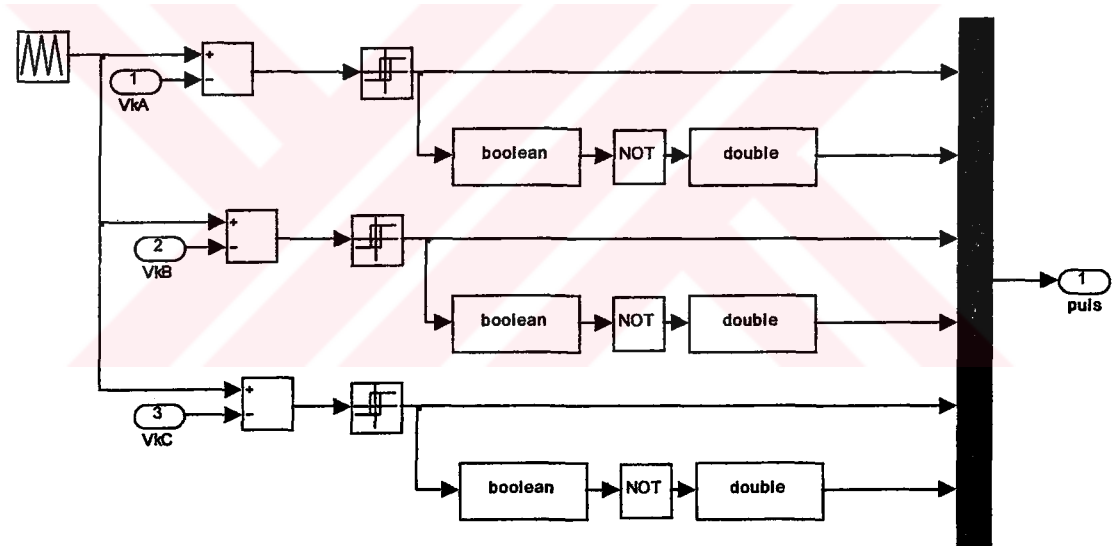 +
-
1
VkA
boolean
NOT
double
+
-
2
VkB
boolean
NOT
double
1
puls
+
-
3
VkC
boolean
NOT
double